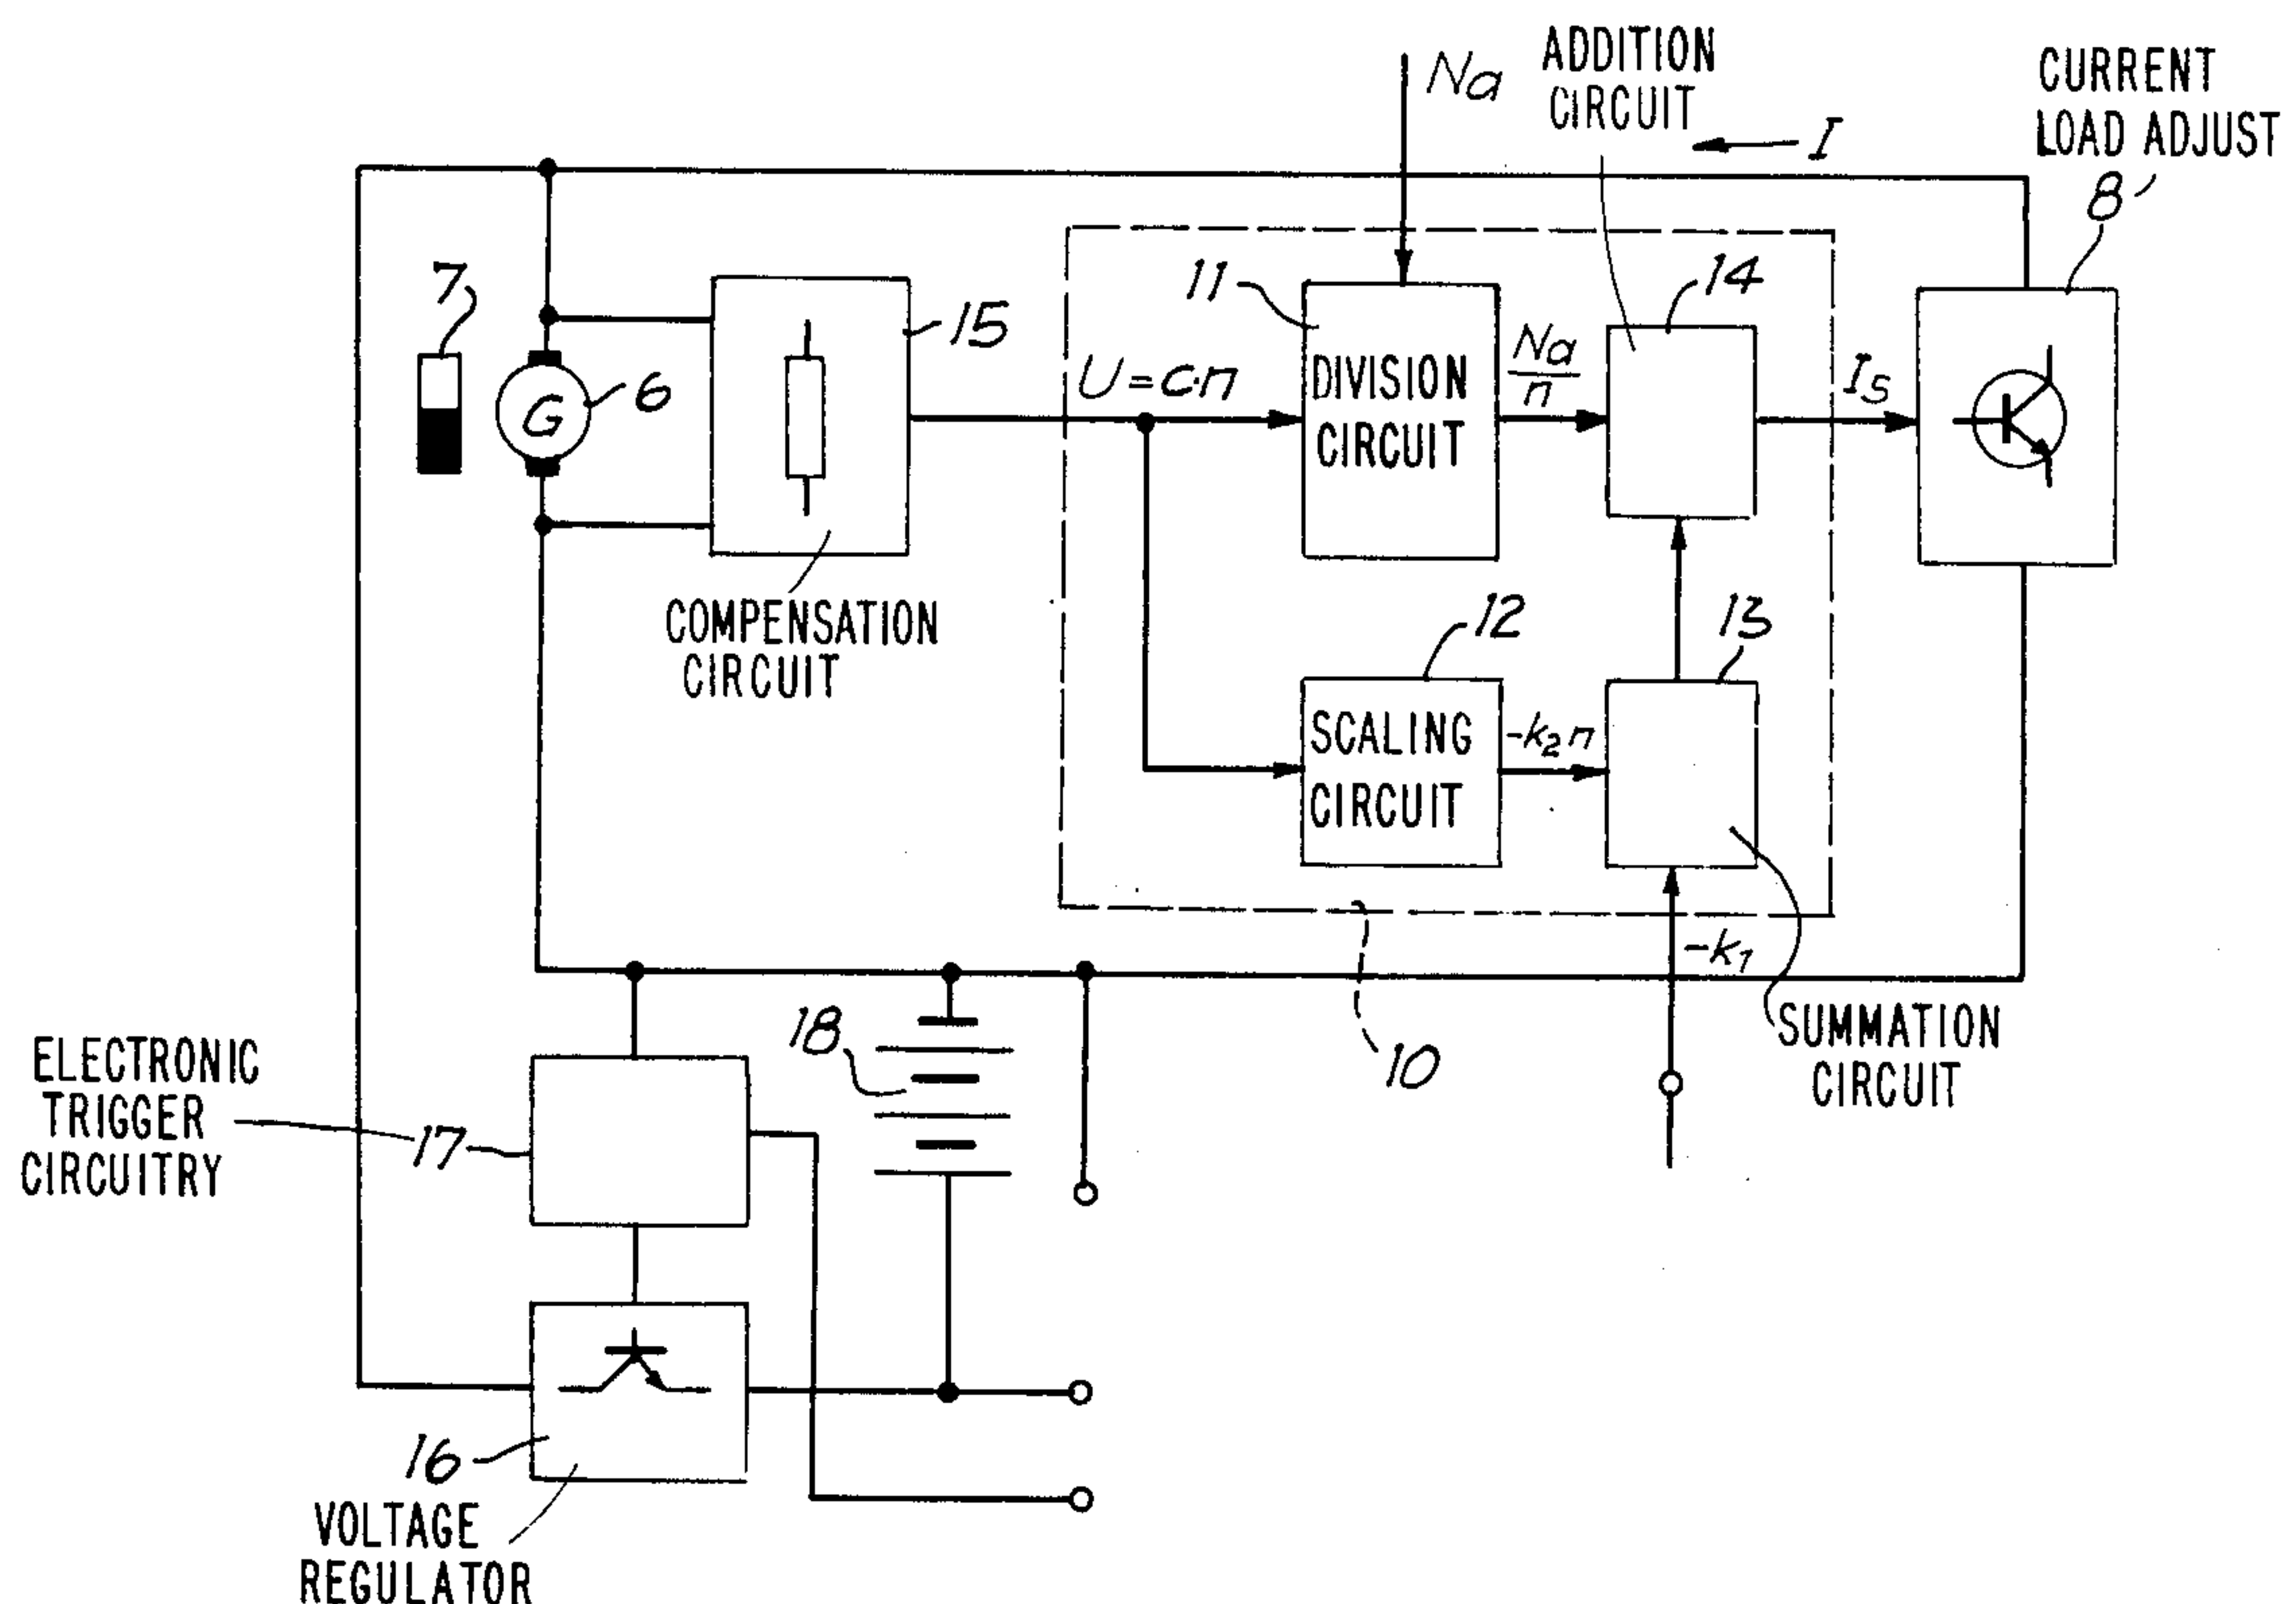 Na
ADDITION
CIRCUIT
I
CURRENT
LOAD ADJUST
8
7
G
6
15
COMPENSATION
CIRCUIT
U=c·n
11
DIVISION
CIRCUIT
Na
n
14
Is
12
SCALING
CIRCUIT
-k₂n
13
-k₁
SUMMATION
CIRCUIT
10
ELECTRONIC
TRIGGER
CIRCUITRY
17
18
16
VOLTAGE
REGULATOR